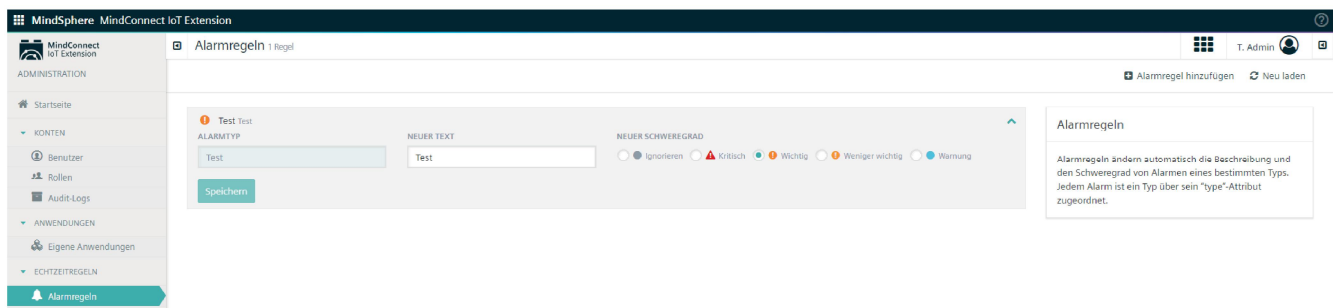 MindSphere MindConnect IoT Extension
MindConnect
IoT Extension
Alarmregeln 1 Regel
T. Admin
ADMINISTRATION
Alarmregel hinzufügen Neu laden
Startseite
KONTEN
Benutzer
Rollen
Audit-Logs
ANWENDUNGEN
Eigene Anwendungen
ECHTZEITREGELN
Alarmregeln
Test Test
ALARMTYP NEUER TEXT NEUER SCHWEREGRAD
Test Test Ignorieren Kritisch Wichtig Weniger wichtig Warnung
Speichern
Alarmregeln
Alarmregeln ändern automatisch die Beschreibung und
den Schweregrad von Alarmen eines bestimmten Typs.
Jedem Alarm ist ein Typ über sein "type"-Attribut
zugeordnet.